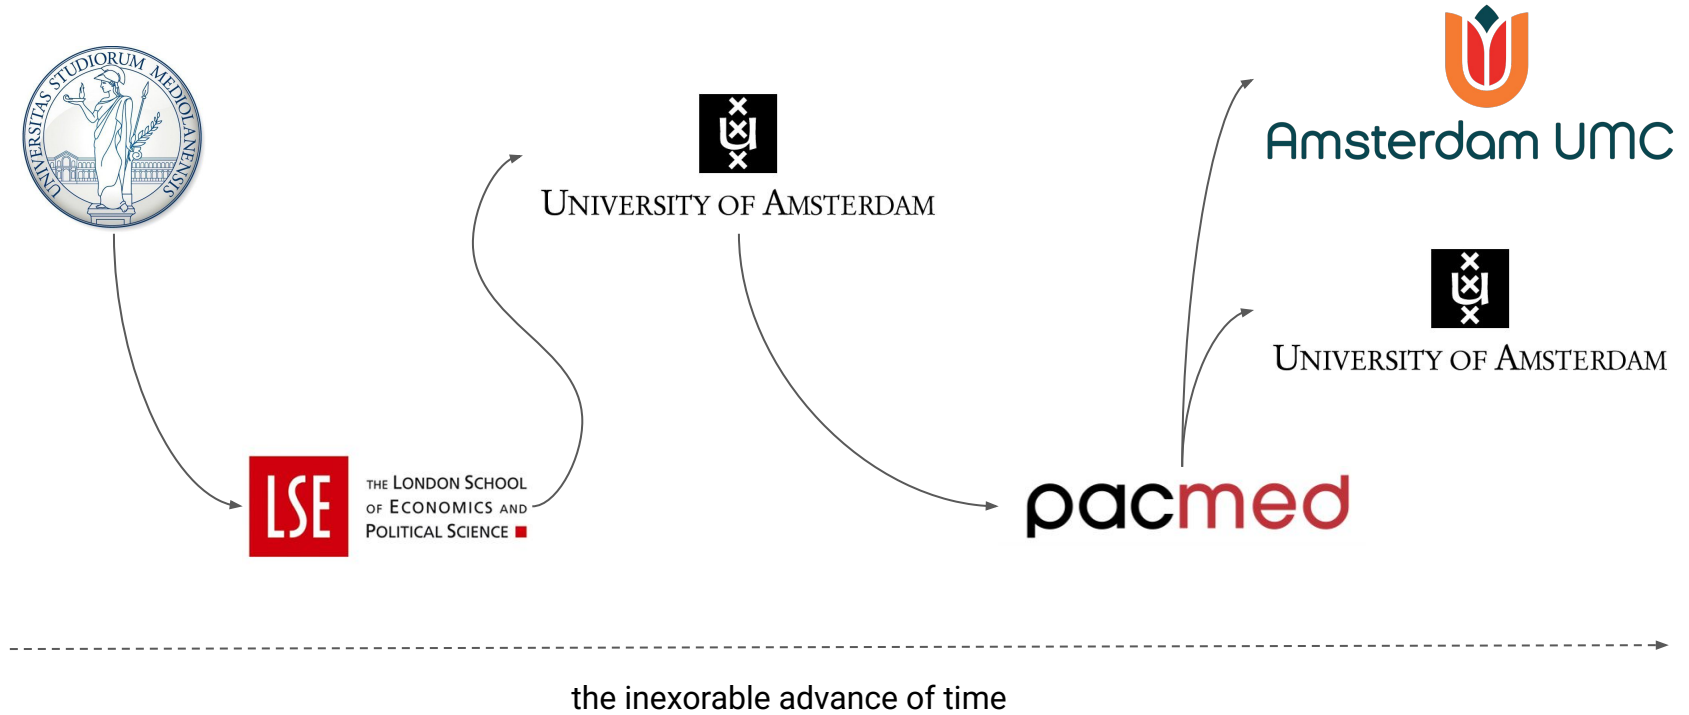 UNIVERSITAS STUDIORUM MEDIOLANENSIS
LSE
THE LONDON SCHOOL
OF ECONOMICS AND
POLITICAL SCIENCE
UNIVERSITY OF AMSTERDAM
pacmed
Amsterdam UMC
UNIVERSITY OF AMSTERDAM
the inexorable advance of time